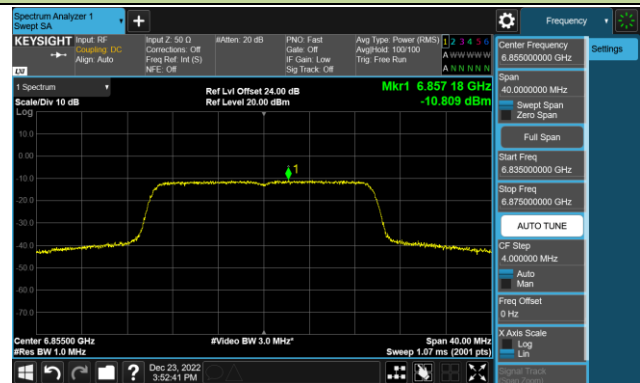 Spectrum Analyzer 1
Swept SA
Frequency
KEYSIGHT
Input: RF
Coupling: DC
Align: Auto
Input Z: 50 Ω
Corrections: Off
Freq Ref: Int (S)
NFE: Off
#Atten: 20 dB
PNO: Fast
Gate: Off
IF Gain: Low
Sig Track: Off
Avg Type: Power (RMS)
Avg|Hold: 100/100
Trig: Free Run
1 2 3 4 5 6
A W W W W W
A N N N N N
LXI
1 Spectrum
Scale/Div 10 dB
Log
Ref Lvl Offset 24.00 dB
Ref Level 20.00 dBm
Mkr1 6.857 18 GHz
-10.809 dBm
10.0
0.00
-10.0
-20.0
-30.0
-40.0
-50.0
-60.0
-70.0
1
Center 6.85500 GHz
#Res BW 1.0 MHz
#Video BW 3.0 MHz*
Span 40.00 MHz
Sweep 1.07 ms (2001 pts)
Center Frequency
6.855000000 GHz
Settings
Span
40.0000000 MHz
Swept Span
Zero Span
Full Span
Start Freq
6.835000000 GHz
Stop Freq
6.875000000 GHz
AUTO TUNE
CF Step
4.000000 MHz
Auto
Man
Freq Offset
0 Hz
X Axis Scale
Log
Lin
Signal Track
(Span Zoom)
?
Dec 23, 2022
3:52:41 PM